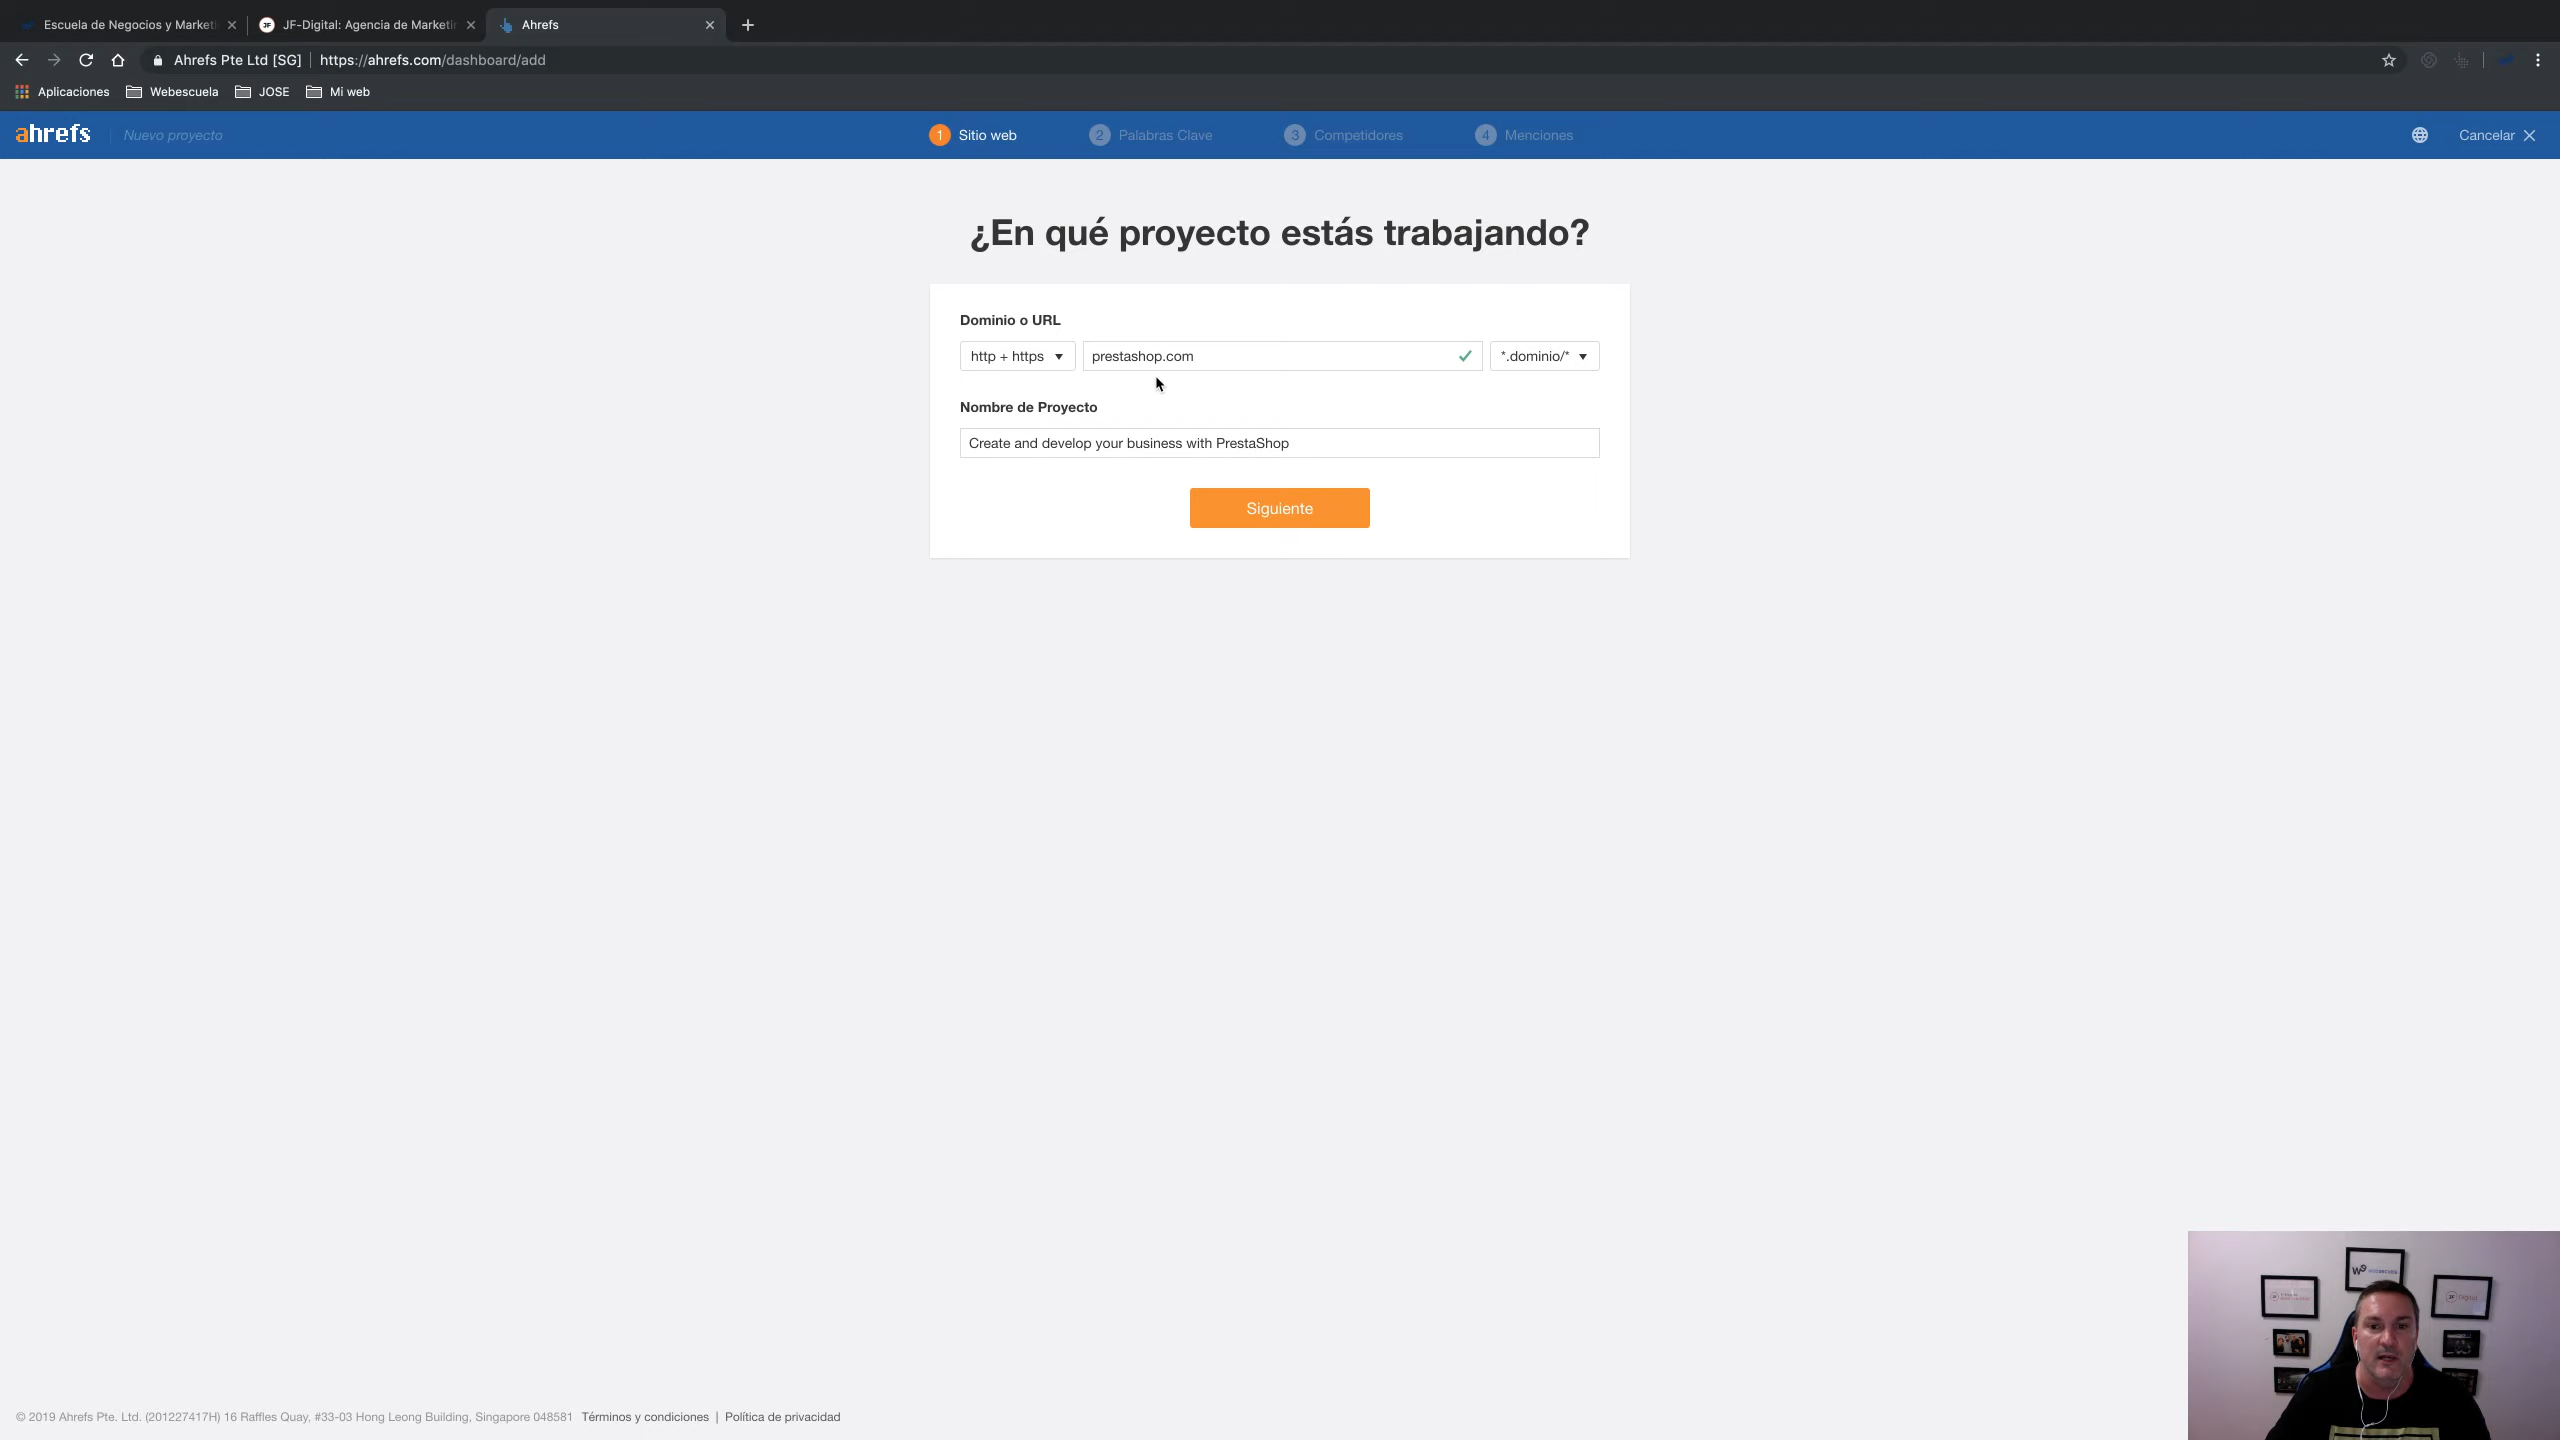 Escuela de Negocios y Marketi
JF-Digital: Agencia de Marketin
Ahrefs
Ahrefs Pte Ltd [SG] | https://ahrefs.com/dashboard/add
Aplicaciones Webescuela JOSE Mi web
ahrefs Nuevo proyecto 1 Sitio web 2 Palabras Clave 3 Competidores 4 Menciones Cancelar
¿En qué proyecto estás trabajando?
Dominio o URL
http + https prestashop.com *.dominio/*
Nombre de Proyecto
Create and develop your business with PrestaShop
Siguiente
© 2019 Ahrefs Pte. Ltd. (201227417H) 16 Raffles Quay, #33-03 Hong Leong Building, Singapore 048581 Términos y condiciones | Política de privacidad